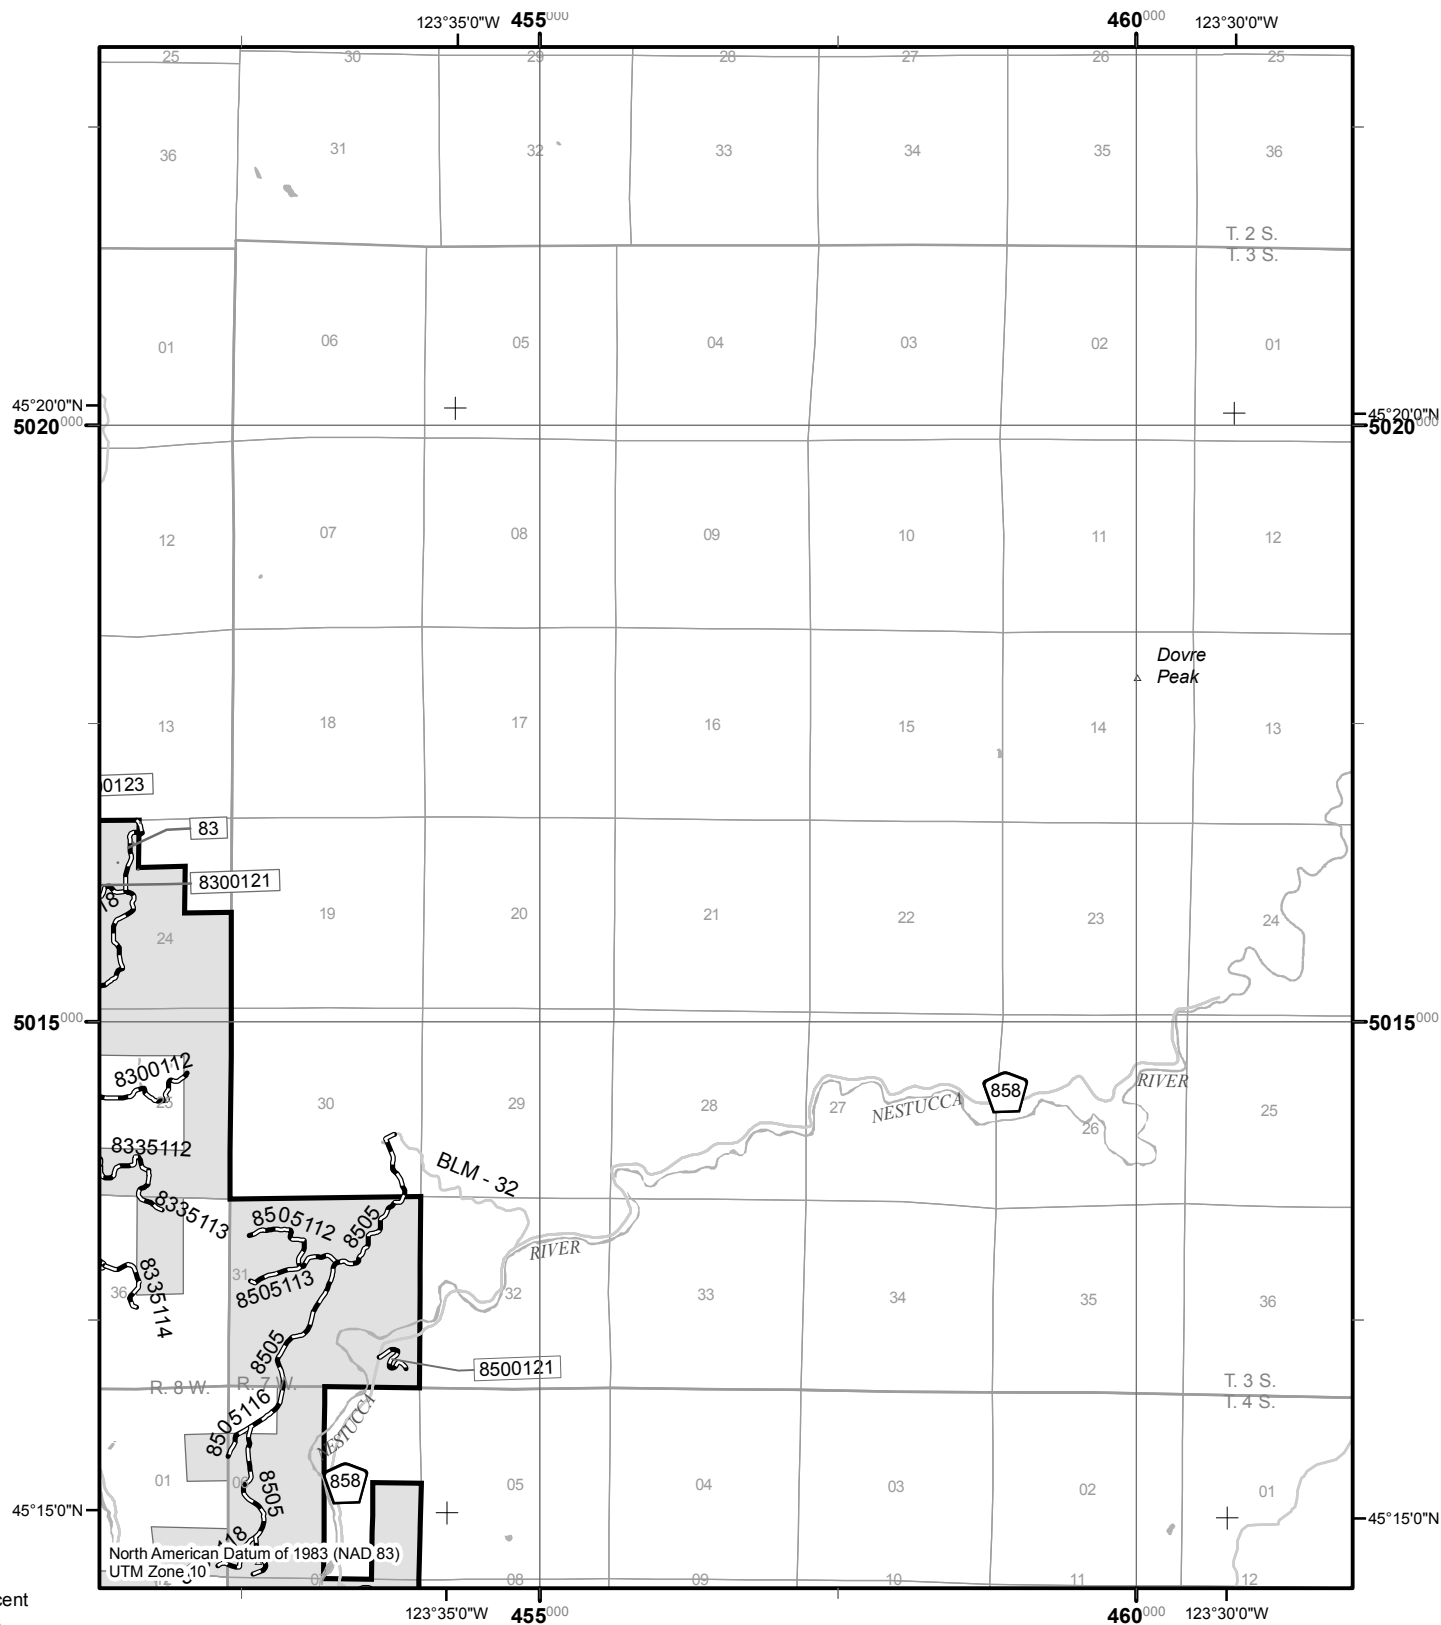 123°35'0"W 455000 460000 123°30'0"W
25 30 29 28 27 26 25
36 31 32 33 34 35 36
T. 2 S.
T. 3 S.
01 06 05 04 03 02 01
45°20'0"N 45°20'0"N
5020000 5020000
12 07 08 09 10 11 12
Dovre
Peak
13 18 17 16 15 14 13
0123
83
8300121
18
24 19 20 21 22 23 24
5015000 5015000
8300112
858
RIVER
NESTUCCA
25 30 29 28 27 26 25
8335112
BLM - 32
8335113
8505112
8505
RIVER
8505113
8335114
36 31 32 33 34 35 36
8505
8500121
R. 8 W. R. 7 W.
T. 3 S.
T. 4 S.
8505116
NESTUCCA
858
8505
01 06 05 04 03 02 01
45°15'0"N 45°15'0"N
118
North American Datum of 1983 (NAD 83)
UTM Zone 10
08 09 10 11 12
cent
123°35'0"W 455000 460000 123°30'0"W